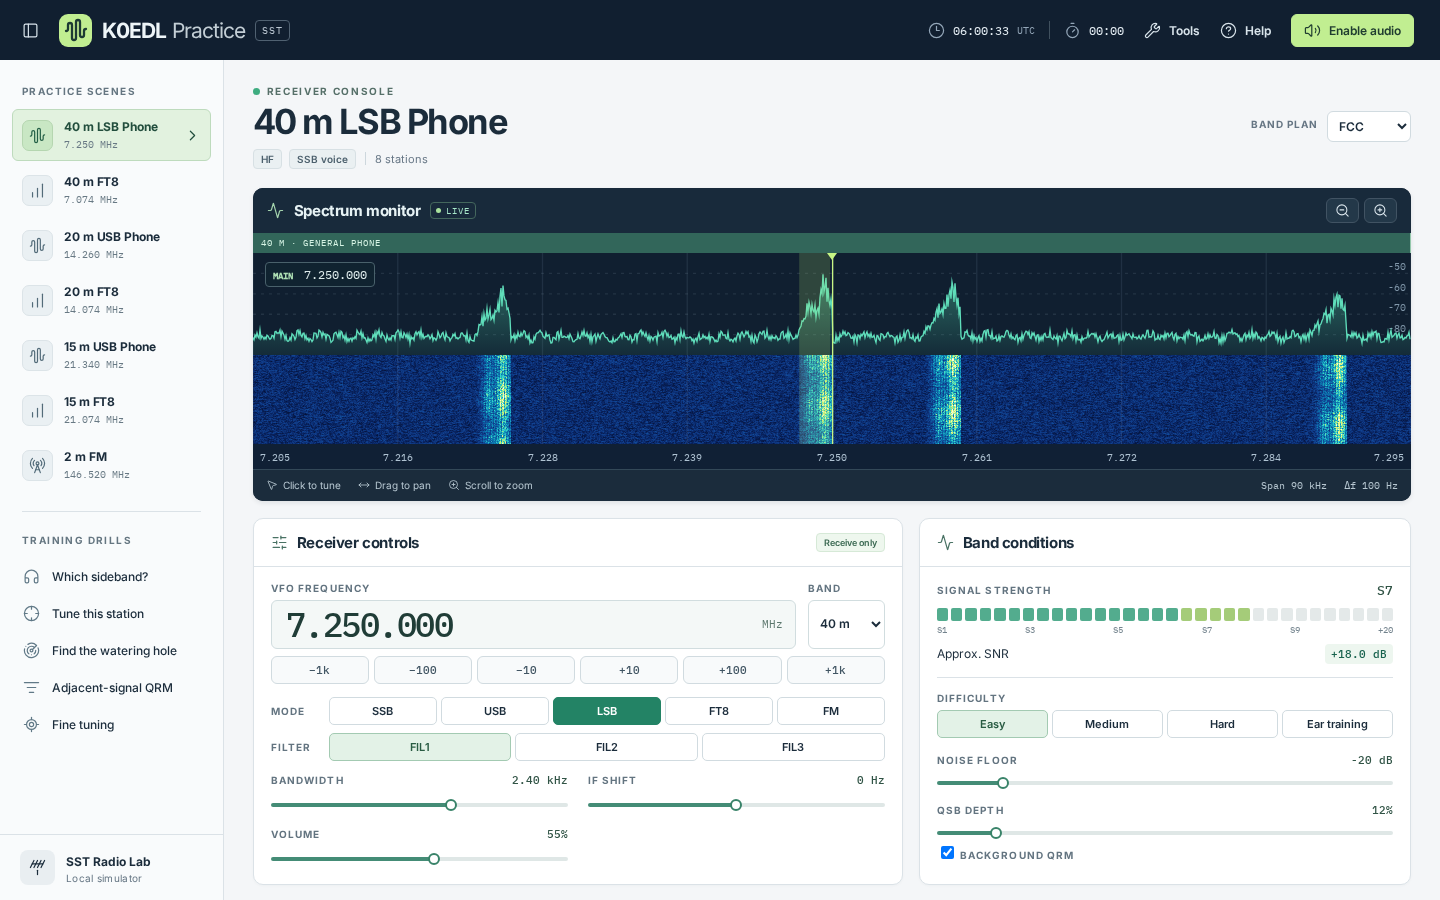 K0EDL Practice SST
06:00:33 UTC
00:00
Tools
Help
Enable audio
PRACTICE SCENES
40 m LSB Phone
7.250 MHz
40 m FT8
7.074 MHz
20 m USB Phone
14.260 MHz
20 m FT8
14.074 MHz
15 m USB Phone
21.340 MHz
15 m FT8
21.074 MHz
2 m FM
146.520 MHz
TRAINING DRILLS
Which sideband?
Tune this station
Find the watering hole
Adjacent-signal QRM
Fine tuning
SST Radio Lab
Local simulator
RECEIVER CONSOLE
40 m LSB Phone
HF SSB voice 8 stations
BAND PLAN FCC
Spectrum monitor LIVE
40 M · GENERAL PHONE
MAIN 7.250.000
-50
-60
-70
-80
7.205 7.216 7.228 7.239 7.250 7.261 7.272 7.284 7.295
Click to tune Drag to pan Scroll to zoom Span 90 kHz Δf 100 Hz
Receiver controls Receive only
VFO FREQUENCY BAND
7.250.000 MHz 40 m
−1k −100 −10 +10 +100 +1k
MODE SSB USB LSB FT8 FM
FILTER FIL1 FIL2 FIL3
BANDWIDTH 2.40 kHz IF SHIFT 0 Hz
VOLUME 55%
Band conditions
SIGNAL STRENGTH S7
S1 S3 S5 S7 S9 +20
Approx. SNR +18.0 dB
DIFFICULTY
Easy Medium Hard Ear training
NOISE FLOOR -20 dB
QSB DEPTH 12%
BACKGROUND QRM